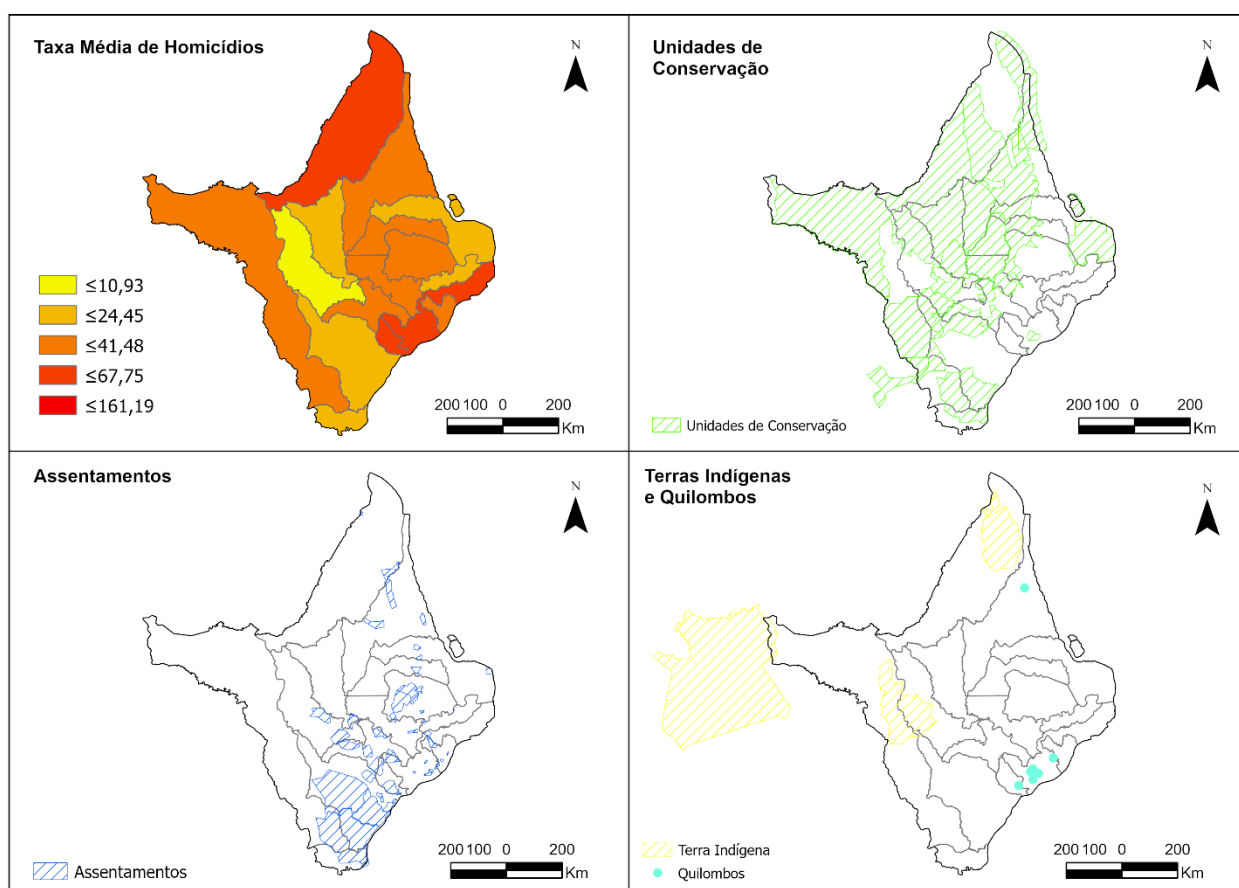 Taxa Média de Homicídios
N
≤10,93
≤24,45
≤41,48
≤67,75
≤161,19
200 100 0 200
Km
Unidades de
Conservação
N
Unidades de Conservação
200 100 0 200
Km
Assentamentos
N
Assentamentos
200 100 0 200
Km
Terras Indígenas
e Quilombos
N
Terra Indígena
Quilombos
200 100 0 200
Km